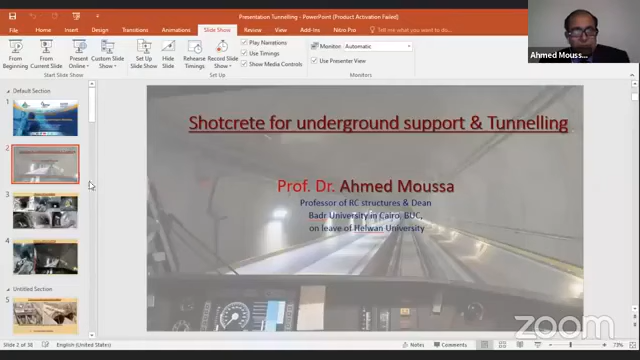 Presentation Tunnelling - PowerPoint (Product Activation Failed)
File
Home
Insert
Design
Transitions
Animations
Slide Show
Review
View
Add-ins
Nitro Pro
Tell me what you want to do...
From Beginning
From Current Slide
Present Online
Custom Slide Show
Set Up Slide Show
Hide Slide
Rehearse Timings
Record Slide Show
Play Narrations
Use Timings
Show Media Controls
Monitor: Automatic
Use Presenter View
Start Slide Show
Set Up
Monitors
Ahmed Mouss...
Default Section
1
2
3
4
Untitled Section
5
Shotcrete for underground support & Tunnelling
Prof. Dr. Ahmed Moussa
Professor of RC structures & Dean
Badr University in Cairo, BUC,
on leave of Helwan University
Slide 2 of 38
English (United States)
Notes
Comments
73%
zoom